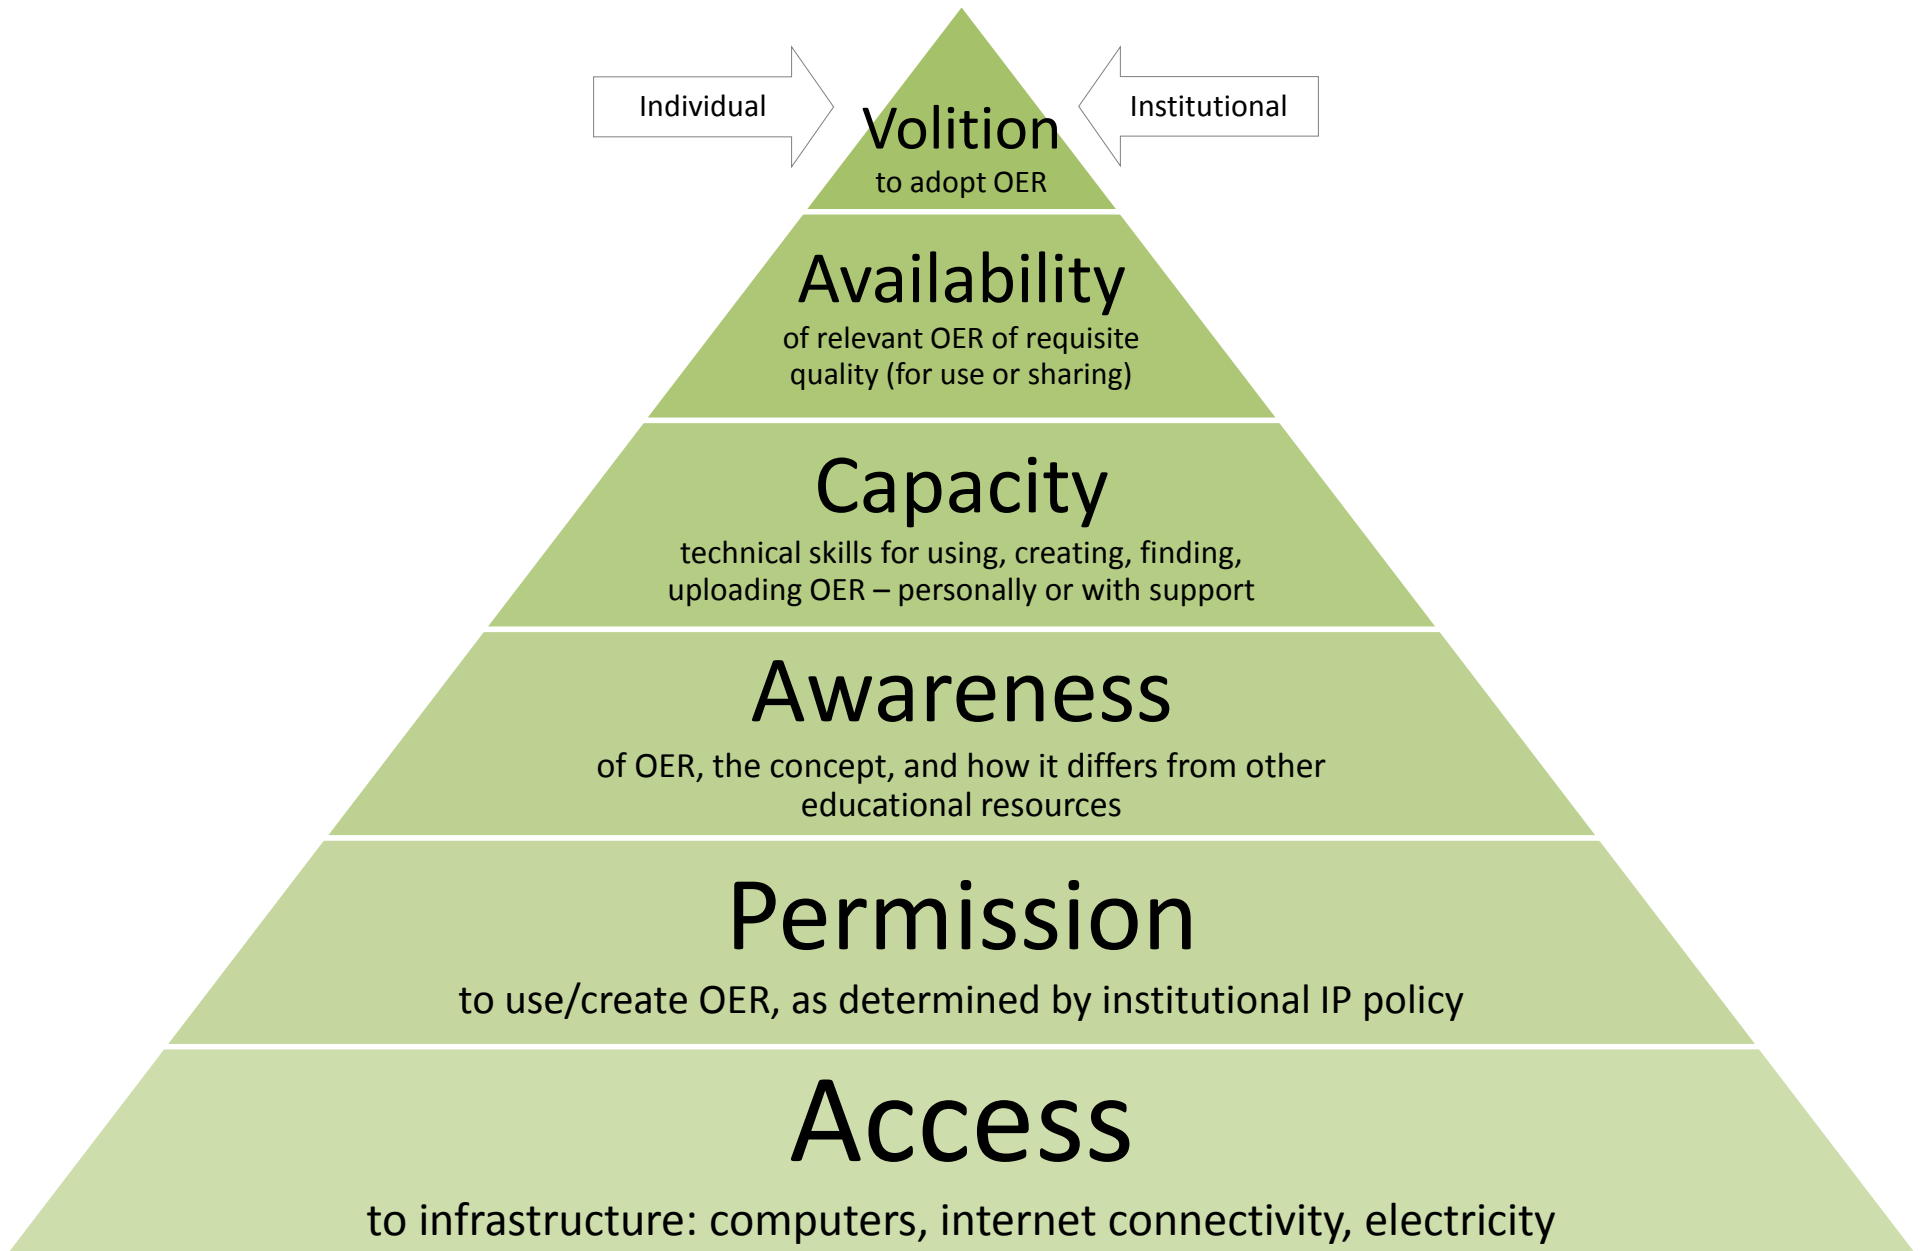 Individual
Institutional
Volition
to adopt OER
Availability
of relevant OER of requisite
quality (for use or sharing)
Capacity
technical skills for using, creating, finding,
uploading OER – personally or with support
Awareness
of OER, the concept, and how it differs from other
educational resources
Permission
to use/create OER, as determined by institutional IP policy
Access
to infrastructure: computers, internet connectivity, electricity